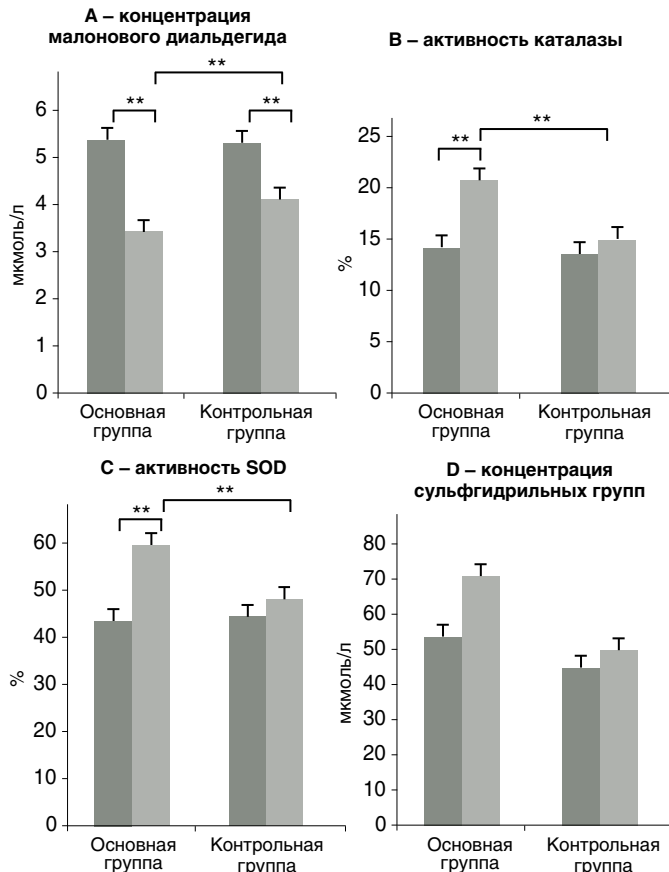 А – концентрация
малонового диальдегида
мкмоль/л
6
5
4
3
2
1
0
**
**
**
Основная
группа
Контрольная
группа
В – активность каталазы
%
25
20
15
10
5
0
**
**
Основная
группа
Контрольная
группа
С – активность SOD
%
60
50
40
30
20
10
0
**
**
Основная
группа
Контрольная
группа
D – концентрация
сульфгидрильных групп
мкмоль/л
80
70
60
50
40
30
20
10
0
Основная
группа
Контрольная
группа